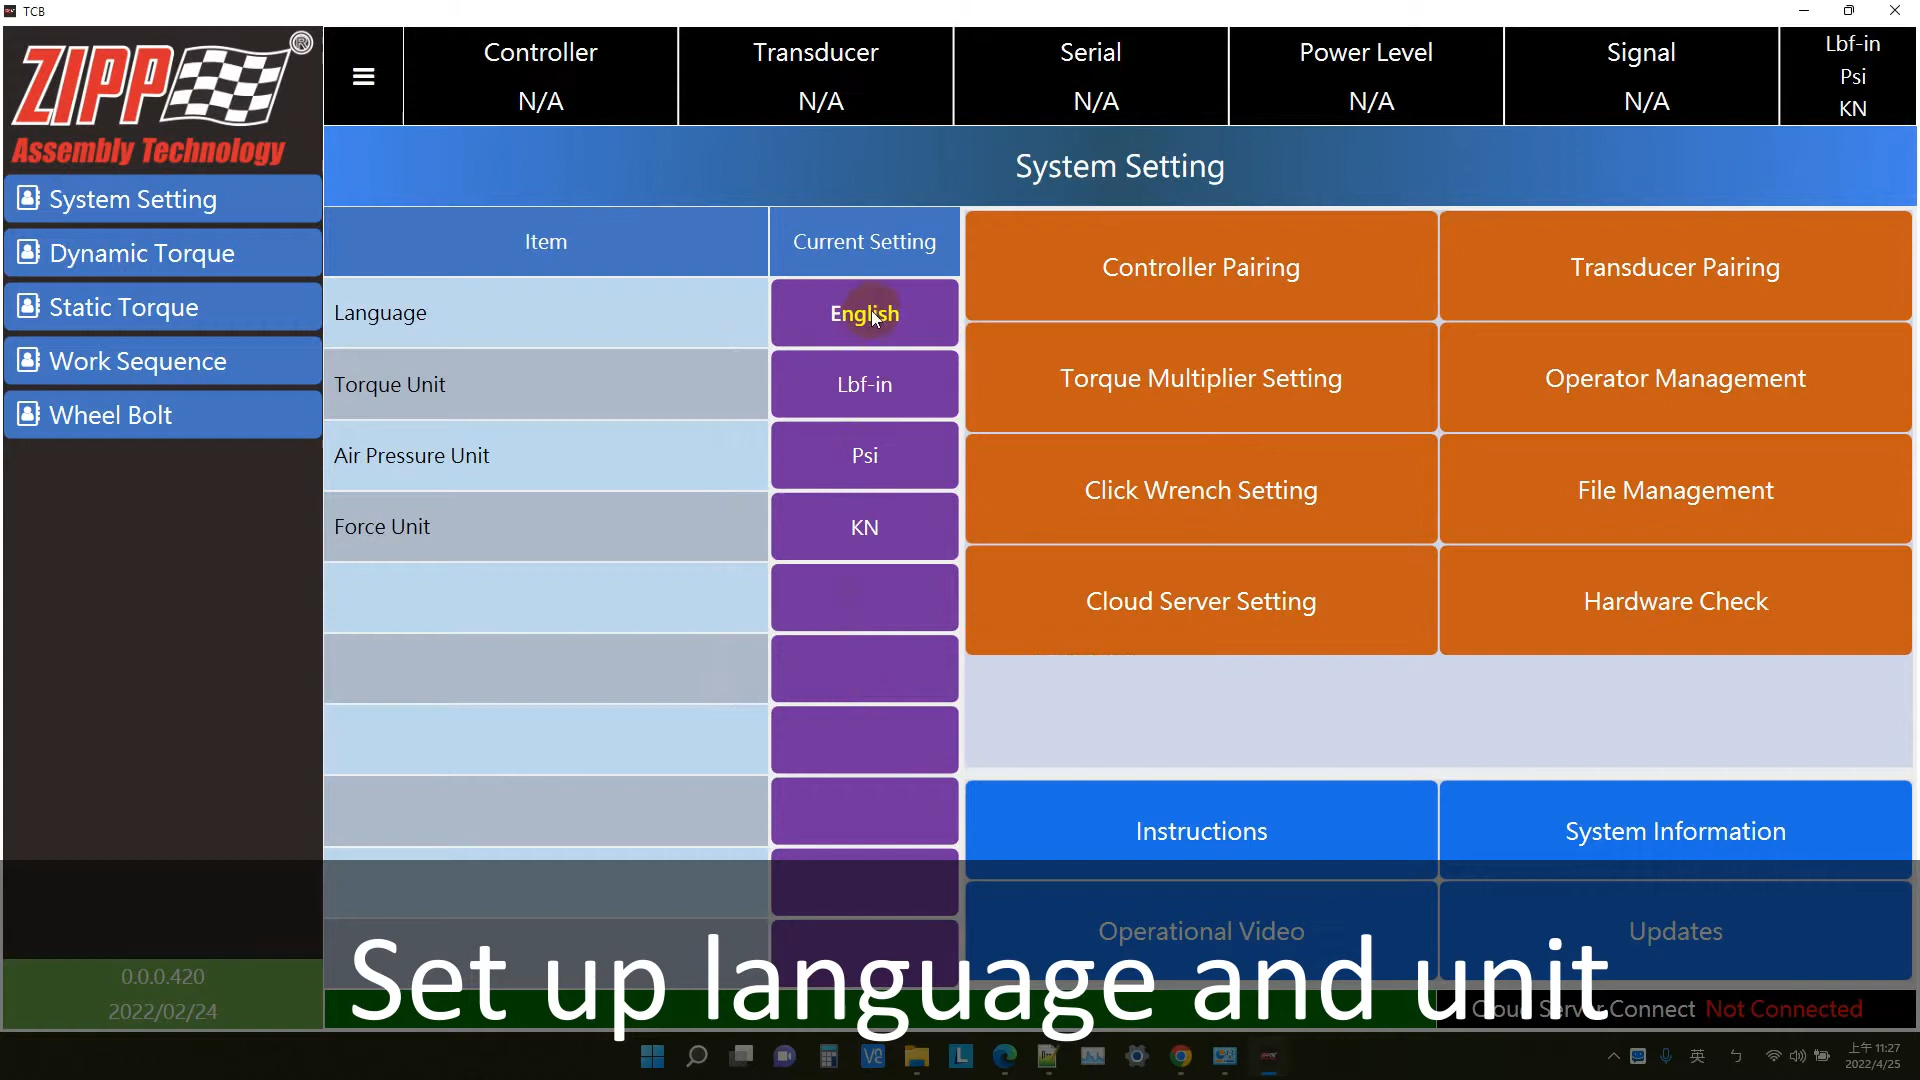 TCB
ZIPP®
Assembly Technology
Controller
N/A
Transducer
N/A
Serial
N/A
Power Level
N/A
Signal
N/A
Lbf-in
Psi
KN
System Setting
System Setting
Dynamic Torque
Static Torque
Work Sequence
Wheel Bolt
Item
Current Setting
Language
English
Torque Unit
Lbf-in
Air Pressure Unit
Psi
Force Unit
KN
Controller Pairing
Transducer Pairing
Torque Multiplier Setting
Operator Management
Click Wrench Setting
File Management
Cloud Server Setting
Hardware Check
Instructions
System Information
Operational Video
Updates
0.0.0.420
2022/02/24
Set up language and unit
Cloud Server Connect Not Connected
英
ㄅ
上午 11:27
2022/4/25